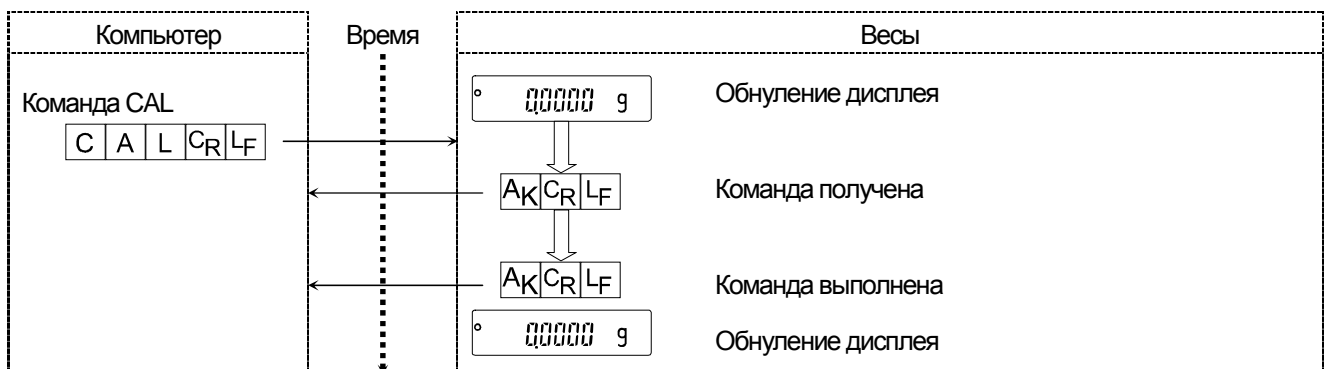 Компьютер Время Весы
Команда CAL
0.0000 g Обнуление дисплея
C A L CR LF
AK CR LF Команда получена
AK CR LF Команда выполнена
0.0000 g Обнуление дисплея